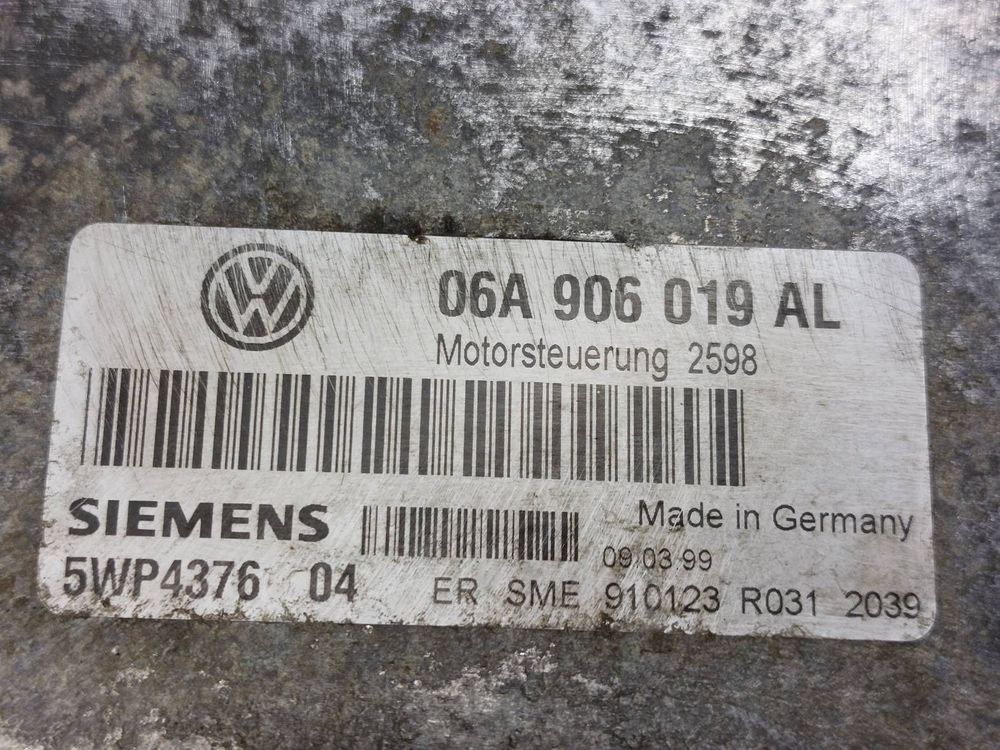 06A 906 019 AL
Motorsteuerung 2598
SIEMENS
Made in Germany
09.03.99
5WP4376 04
ER SME 910123 R031 2039